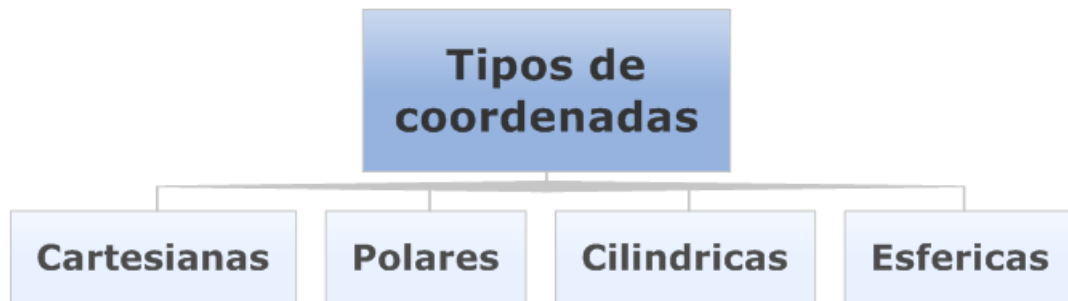 Tipos de
coordenadas
Cartesianas
Polares
Cilindricas
Esfericas